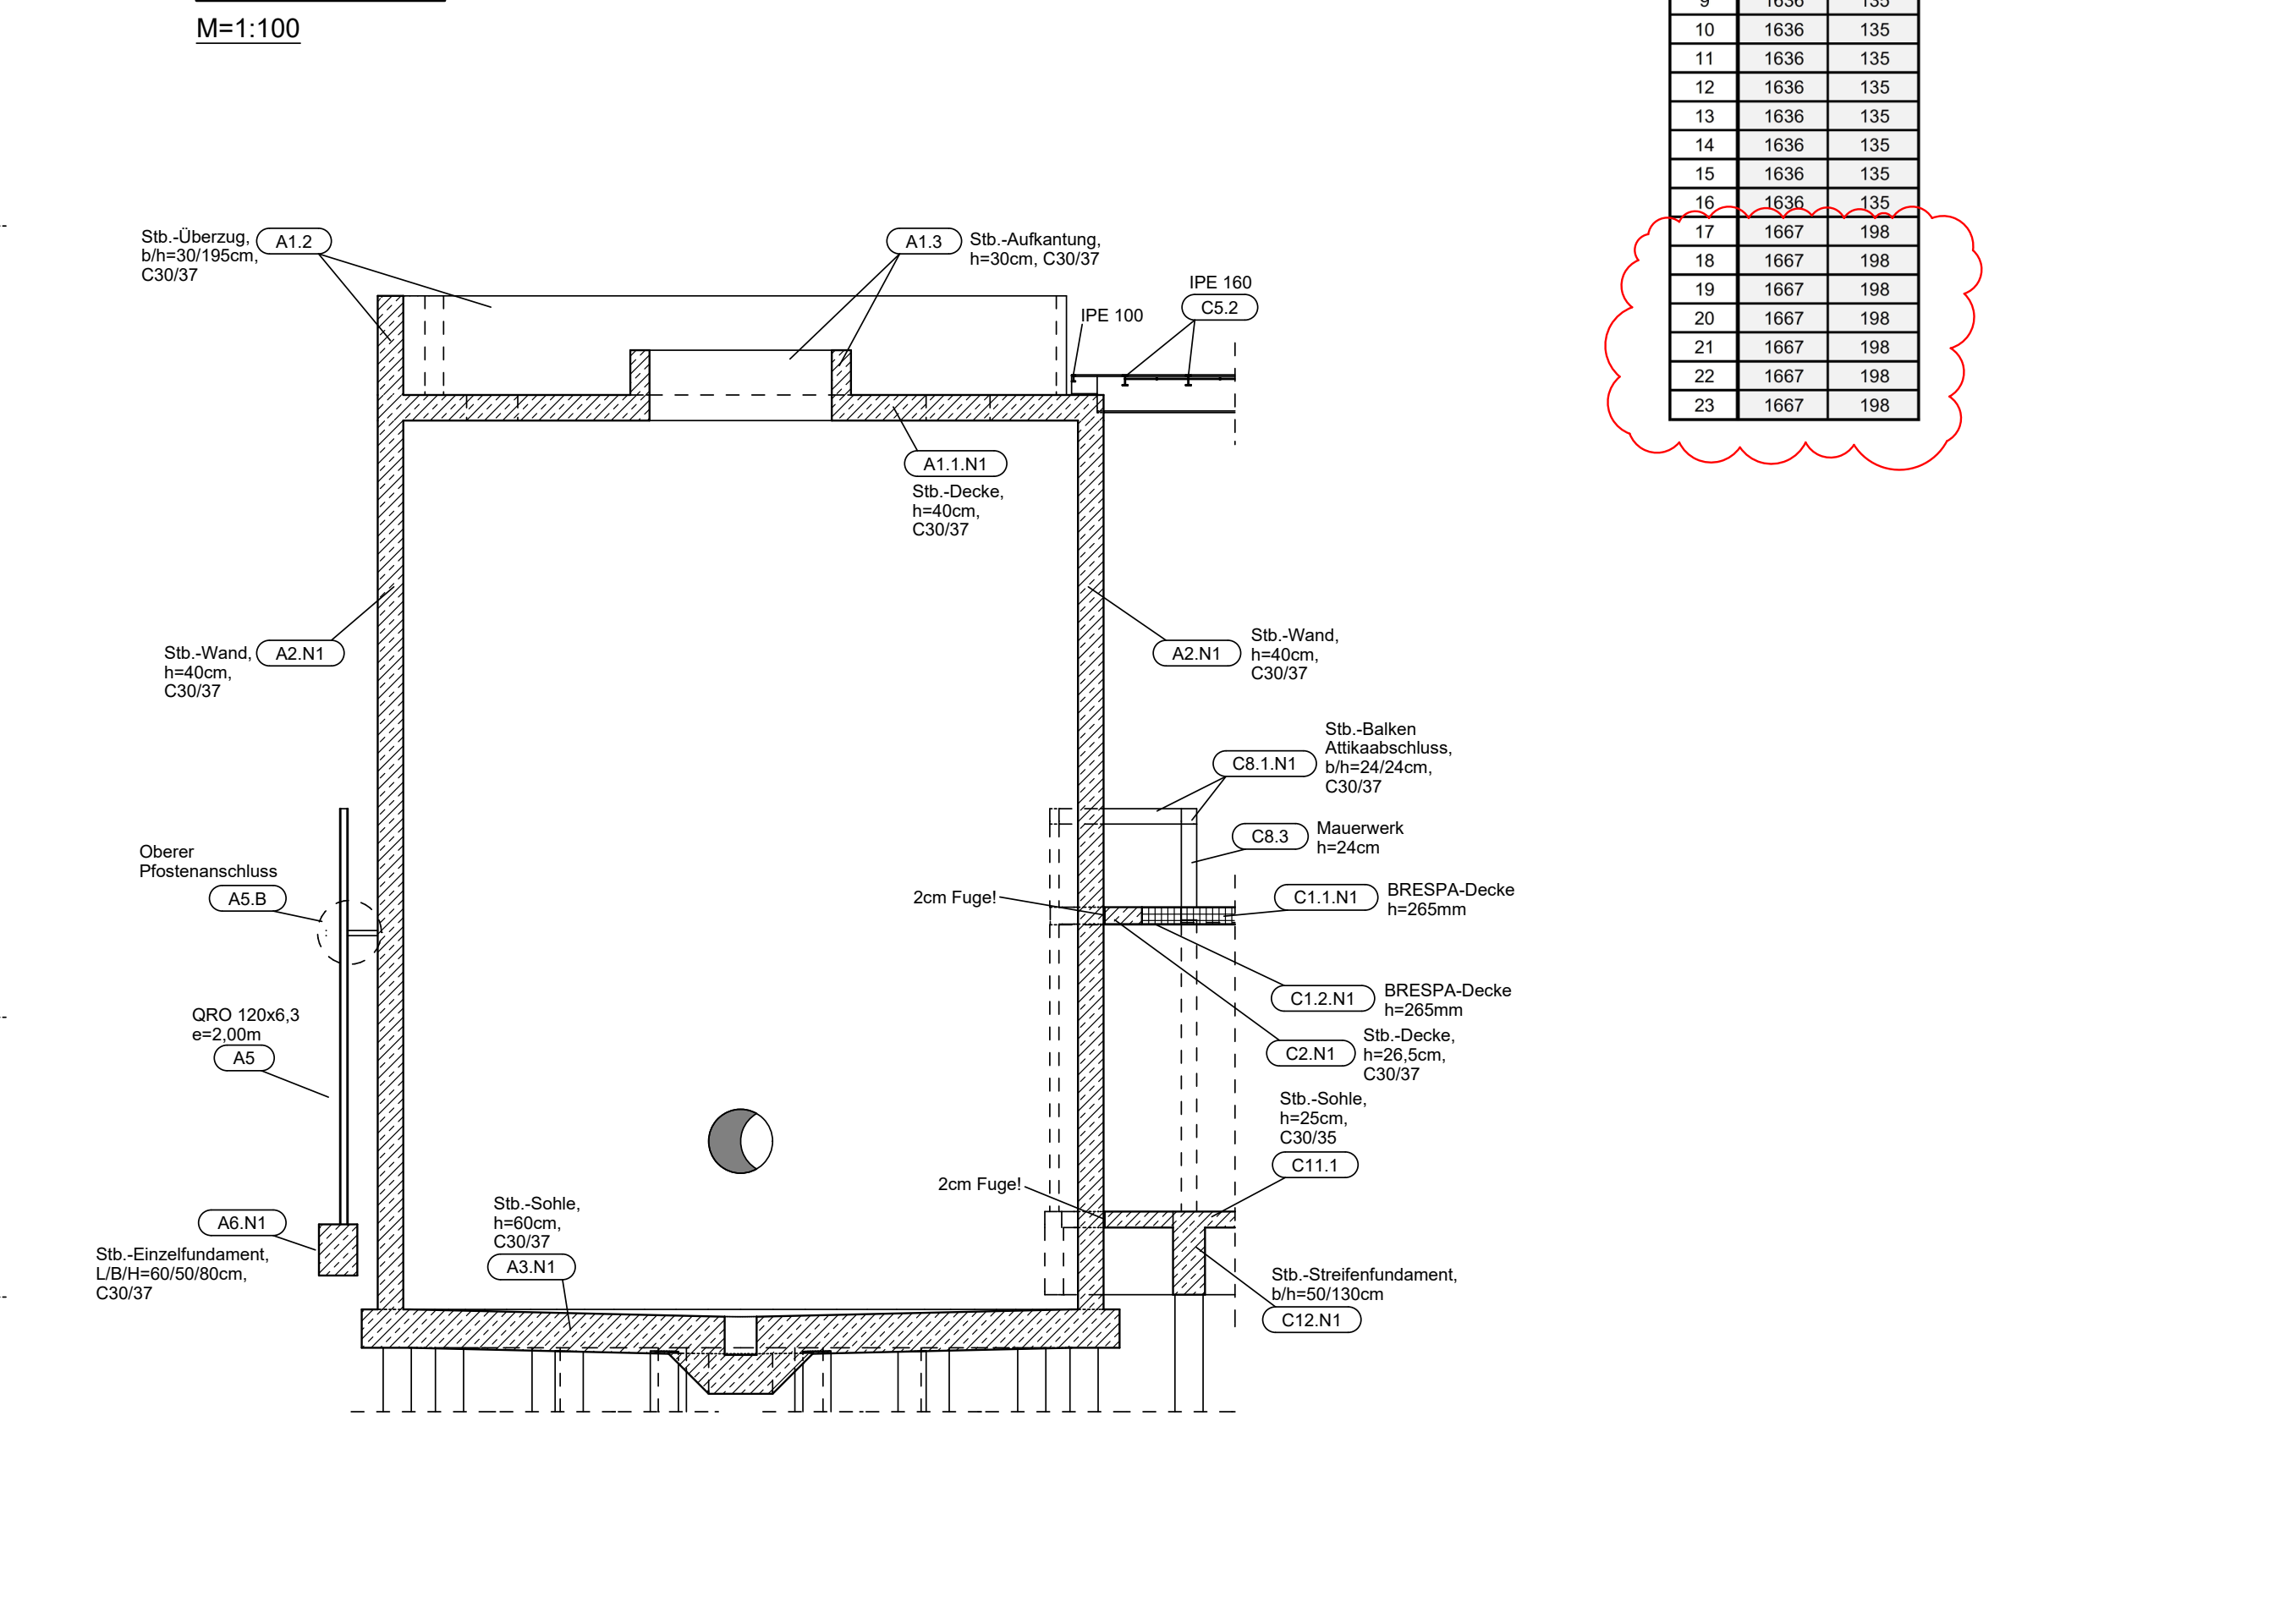 M=1:100
9 1636 135
10 1636 135
11 1636 135
12 1636 135
13 1636 135
14 1636 135
15 1636 135
16 1636 135
17 1667 198
18 1667 198
19 1667 198
20 1667 198
21 1667 198
22 1667 198
23 1667 198
Stb.-Überzug,
b/h=30/195cm,
C30/37
A1.2
A1.3
Stb.-Aufkantung,
h=30cm, C30/37
IPE 160
C5.2
IPE 100
A1.1.N1
Stb.-Decke,
h=40cm,
C30/37
Stb.-Wand,
h=40cm,
C30/37
A2.N1
A2.N1
Stb.-Wand,
h=40cm,
C30/37
Stb.-Balken
Attikaabschluss,
b/h=24/24cm,
C30/37
C8.1.N1
C8.3
Mauerwerk
h=24cm
Oberer
Pfostenanschluss
A5.B
2cm Fuge!
C1.1.N1
BRESPA-Decke
h=265mm
C1.2.N1
BRESPA-Decke
h=265mm
QRO 120x6,3
e=2,00m
A5
C2.N1
Stb.-Decke,
h=26,5cm,
C30/37
Stb.-Sohle,
h=25cm,
C30/35
C11.1
2cm Fuge!
A6.N1
Stb.-Einzelfundament,
L/B/H=60/50/80cm,
C30/37
Stb.-Sohle,
h=60cm,
C30/37
A3.N1
Stb.-Streifenfundament,
b/h=50/130cm
C12.N1